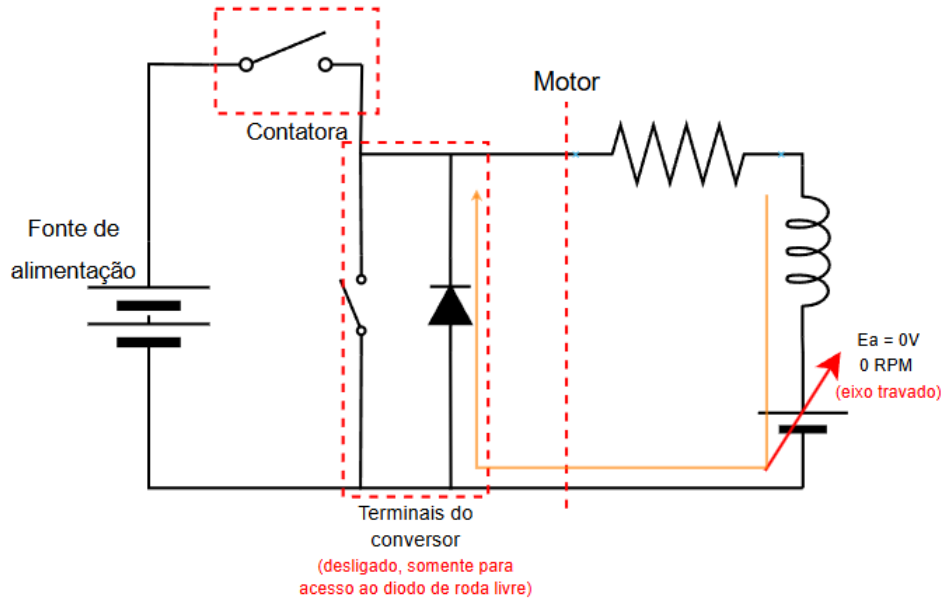 Motor
Contatora
Fonte de
alimentação
Ea = 0V
0 RPM
(eixo travado)
Terminais do
conversor
(desligado, somente para
acesso ao diodo de roda livre)